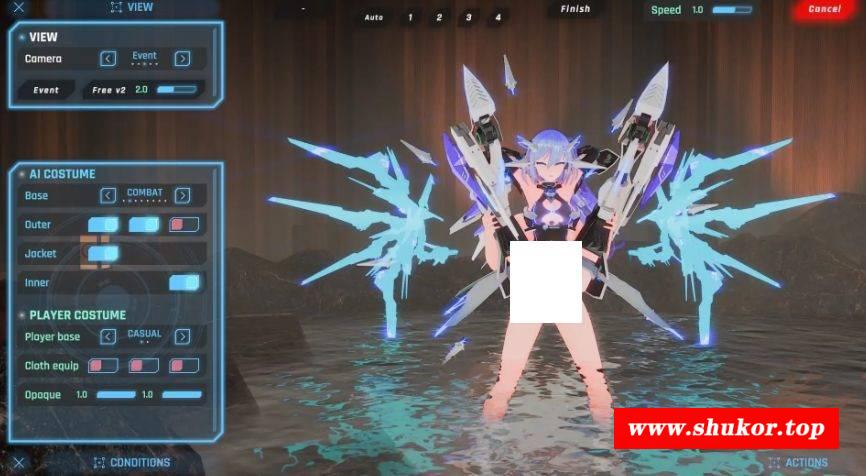 VIEW
-
Auto 1 2 3 4
Finish
Speed 1.0
Cancel
VIEW
Camera
Event
Event
Free v2 2.0
AI COSTUME
Base
COMBAT
Outer
Jacket
Inner
PLAYER COSTUME
Player base
CASUAL
Cloth equip
Opaque 1.0 1.0
www.shukor.top
CONDITIONS
ACTIONS